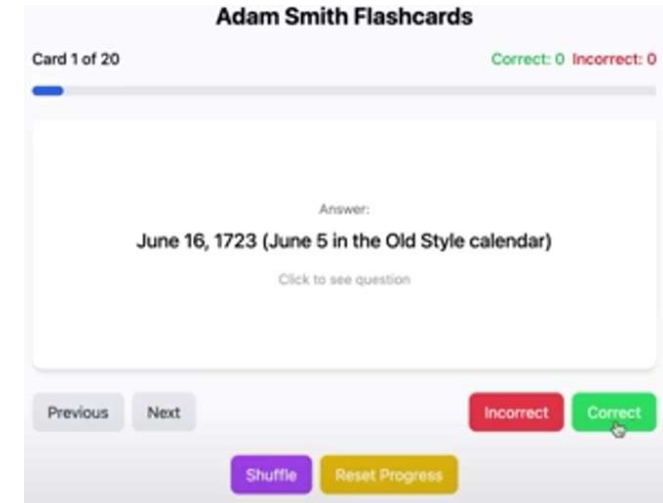 Adam Smith Flashcards
Card 1 of 20 Correct: 0 Incorrect: 0
Answer:
June 16, 1723 (June 5 in the Old Style calendar)
Click to see question
Previous Next Incorrect Correct
Shuffle Reset Progress